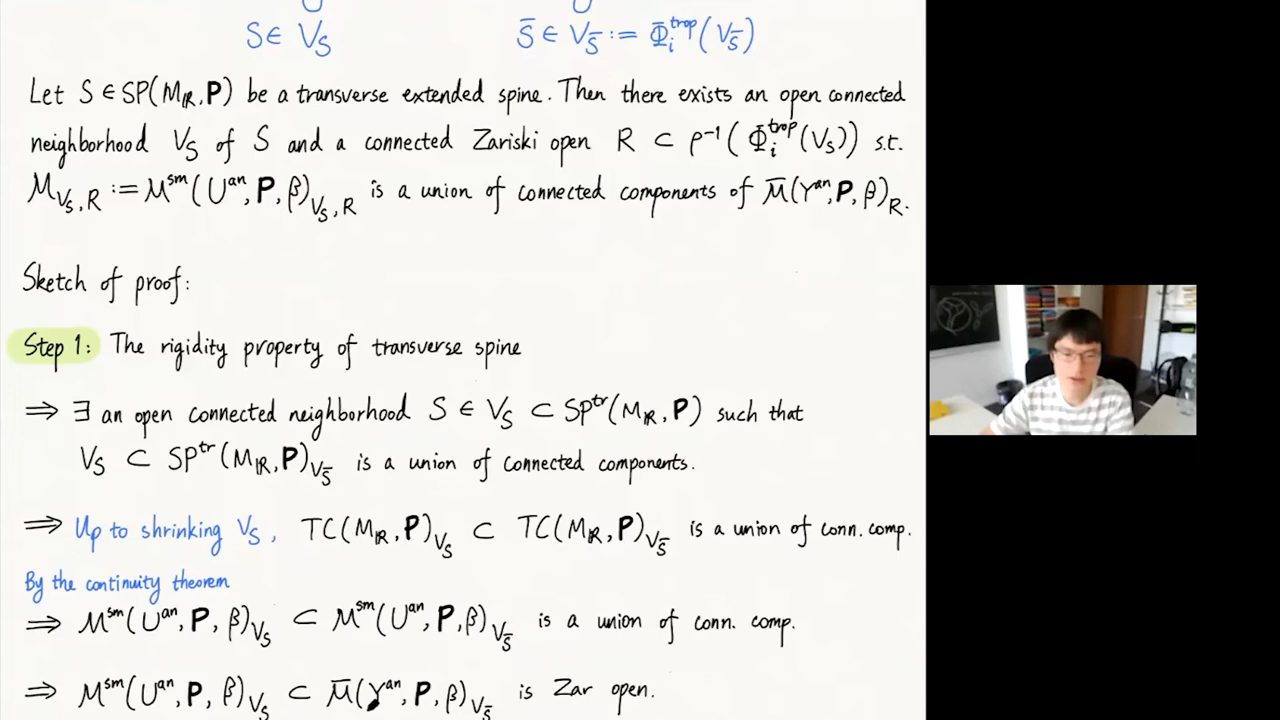 S ∈ V_S    S̄ ∈ V_S̄ := Φ_i^trop(V_S̄)
Let S ∈ SP(M_ℝ, P) be a transverse extended spine. Then there exists an open connected
neighborhood V_S of S and a connected Zariski open R ⊂ ρ⁻¹(Φ_i^trop(V_S)) s.t.
M_{V_S,R} := M^sm(U^an, P, β)_{V_S,R} is a union of connected components of M̄(Y^an, P, β)_R.
Sketch of proof:
Step 1: The rigidity property of transverse spine
⟹ ∃ an open connected neighborhood S ∈ V_S ⊂ SP^tr(M_ℝ, P) such that
V_S ⊂ SP^tr(M_ℝ, P)_{V_S̄} is a union of connected components.
⟹ Up to shrinking V_S, TC(M_ℝ, P)_{V_S} ⊂ TC(M_ℝ, P)_{V_S̄} is a union of conn. comp.
By the continuity theorem
⟹ M^sm(U^an, P, β)_{V_S} ⊂ M^sm(U^an, P, β)_{V_S̄} is a union of conn. comp.
⟹ M^sm(U^an, P, β)_{V_S} ⊂ M̄(Y^an, P, β)_{V_S̄} is Zar open.